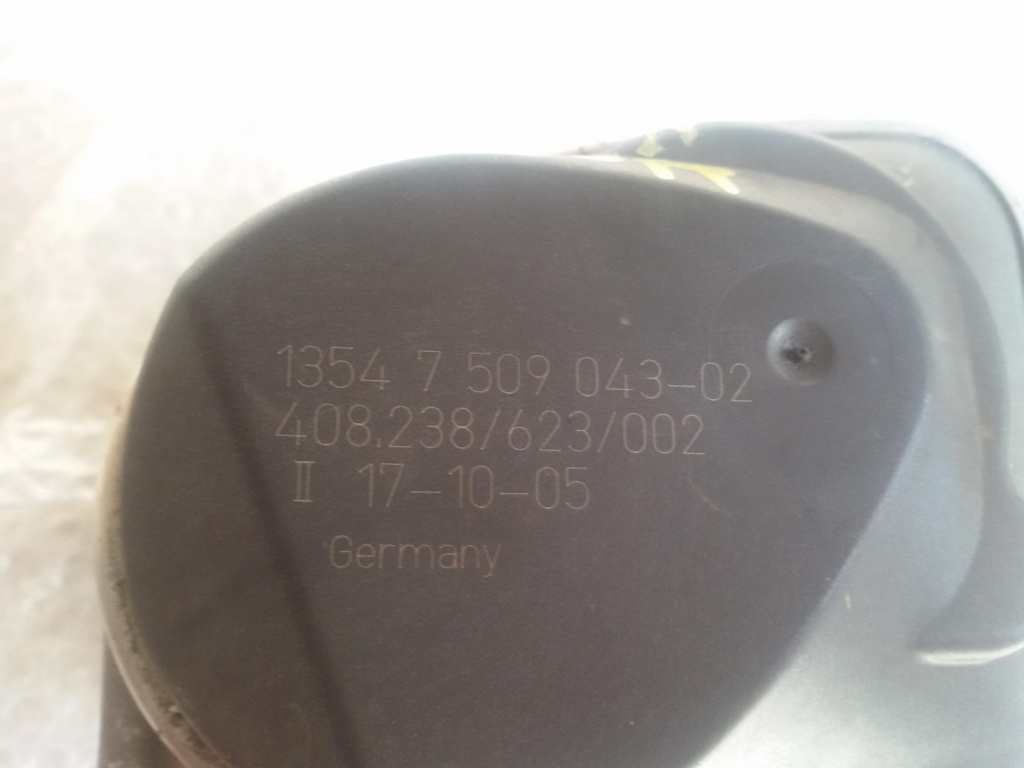 1354 7 509 043-02
408.238/623/002
II 17-10-05
Germany